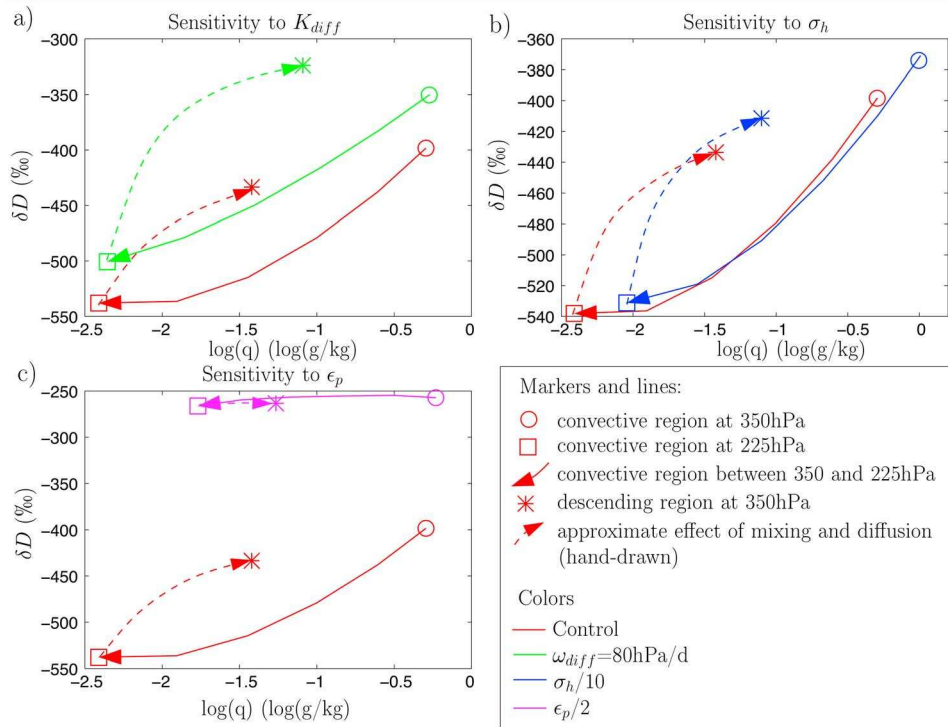 a)
Sensitivity to K_diff
−300
−350
−400
−450
−500
−550
δD (‰)
−2.5 −2 −1.5 −1 −0.5 0
log(q) (log(g/kg)
b)
Sensitivity to σ_h
−360
−380
−400
−420
−440
−460
−480
−500
−520
−540
δD (‰)
−2.5 −2 −1.5 −1 −0.5 0
log(q) (log(g/kg)
c)
Sensitivity to ϵ_p
−250
−300
−350
−400
−450
−500
−550
δD (‰)
−2.5 −2 −1.5 −1 −0.5 0
log(q) (log(g/kg)
Markers and lines:
convective region at 350hPa
convective region at 225hPa
convective region between 350 and 225hPa
descending region at 350hPa
approximate effect of mixing and diffusion
(hand-drawn)
Colors
Control
ω_diff=80hPa/d
σ_h/10
ϵ_p/2